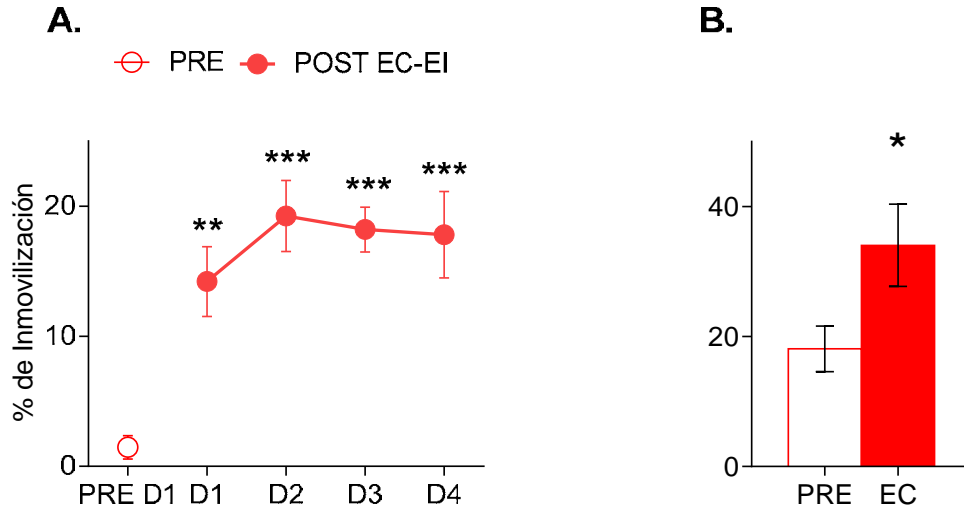 A.
PRE POST EC-EI
% de Inmovilización
20
10
0
** *** *** ***
PRE D1 D1 D2 D3 D4
B.
*
40
20
0
PRE EC